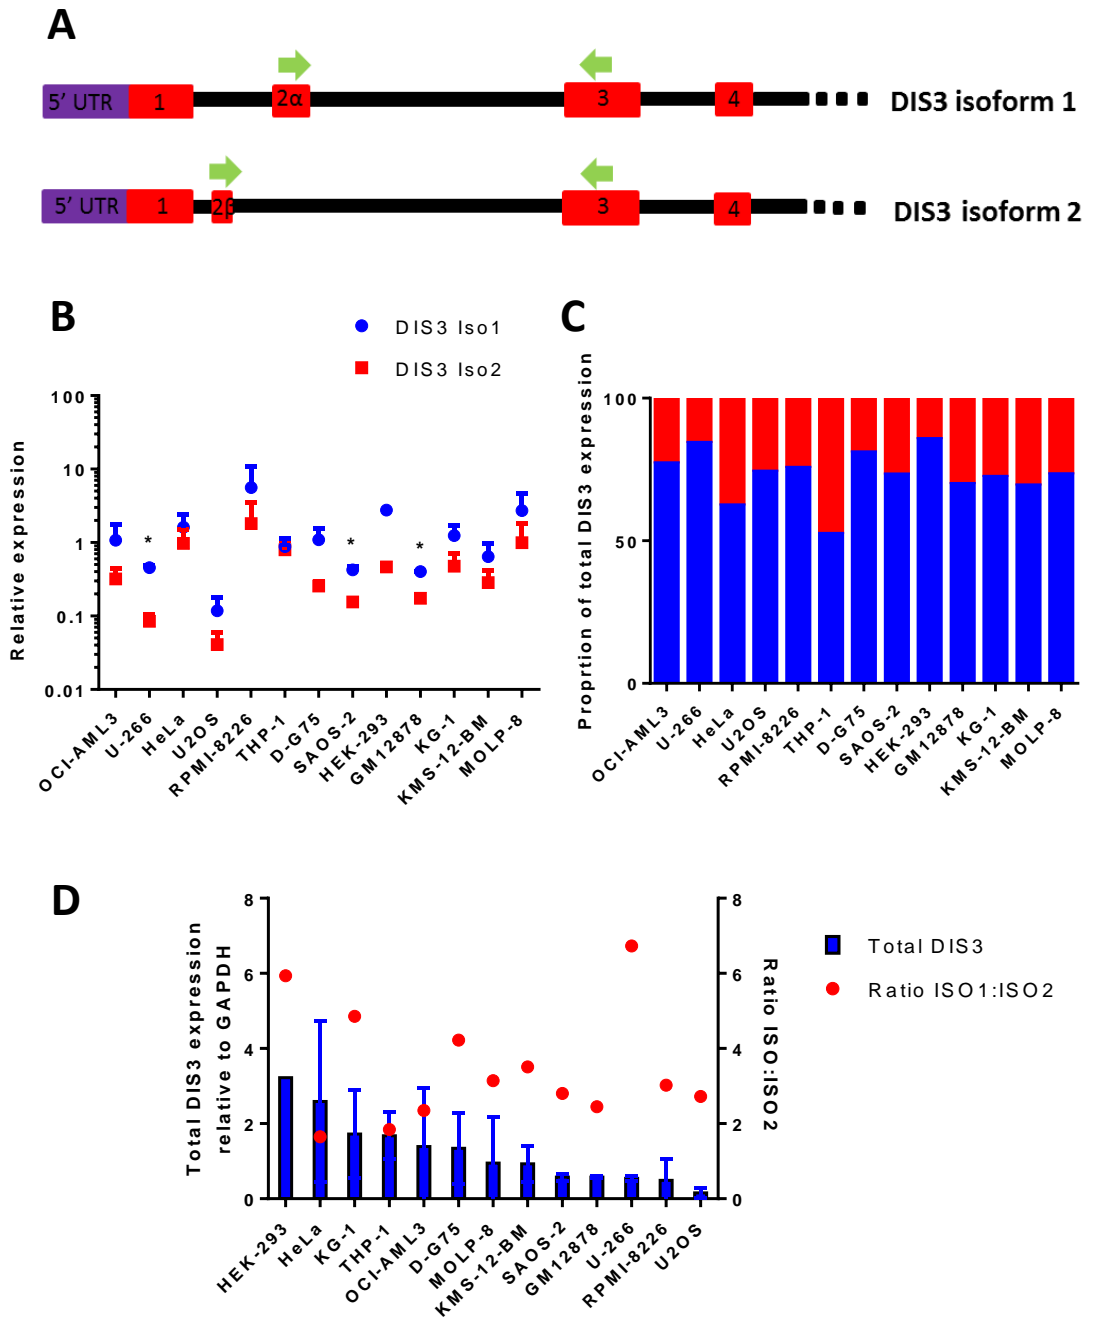 A
5' UTR 1 2α 3 4 DIS3 isoform 1
5' UTR 1 2β 3 4 DIS3 isoform 2
B
DIS3 Iso1
DIS3 Iso2
Relative expression
100
10
1
0.1
0.01
* * *
OCI-AML3
U-266
HeLa
U2OS
RPMI-8226
THP-1
D-G75
SAOS-2
HEK-293
GM12878
KG-1
KMS-12-BM
MOLP-8
C
Proprtion of total DIS3 expression
100
50
0
OCI-AML3
U-266
HeLa
U2OS
RPMI-8226
THP-1
D-G75
SAOS-2
HEK-293
GM12878
KG-1
KMS-12-BM
MOLP-8
D
Total DIS3 expression
relative to GAPDH
8
6
4
2
0
8
6
4
2
0
Ratio ISO:ISO2
Total DIS3
Ratio ISO1:ISO2
HEK-293
HeLa
KG-1
THP-1
OCI-AML3
D-G75
MOLP-8
KMS-12-BM
SAOS-2
GM12878
U-266
RPMI-8226
U2OS